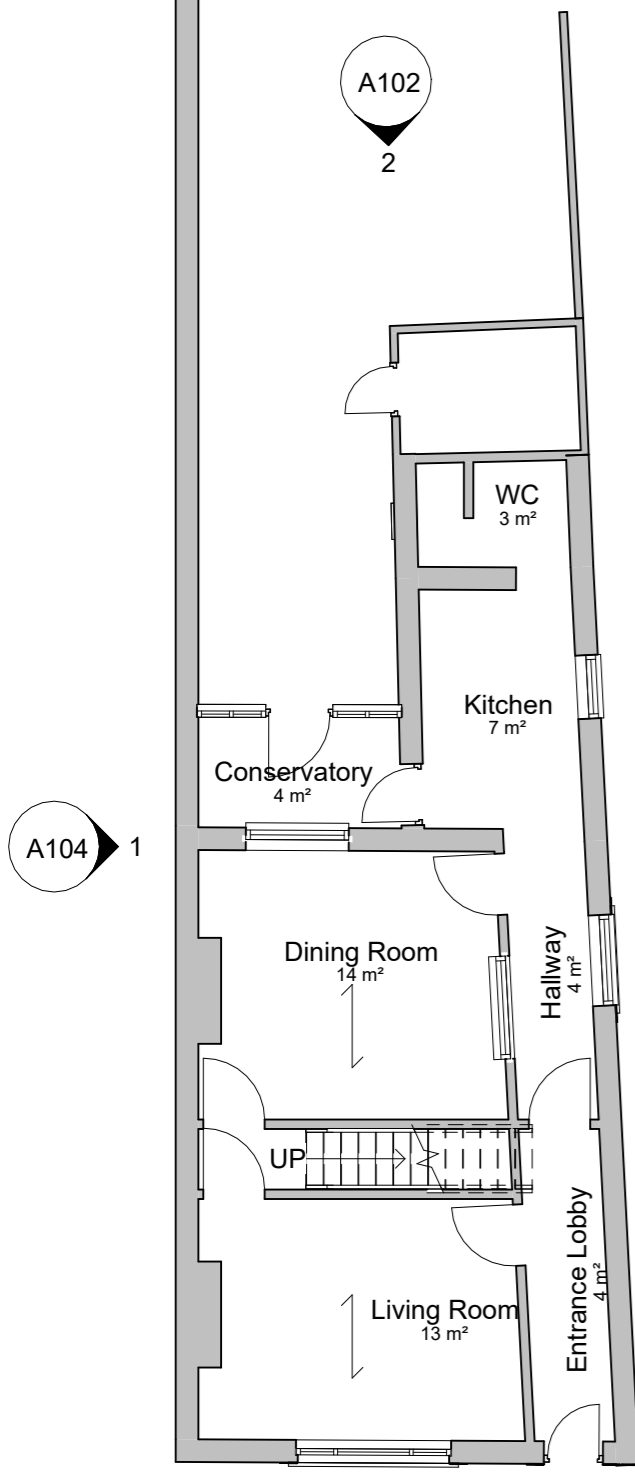 A102
2
WC
3 m²
Kitchen
7 m²
Conservatory
4 m²
A104
1
Dining Room
14 m²
Hallway
4 m²
UP
Entrance Lobby
4 m²
Living Room
13 m²